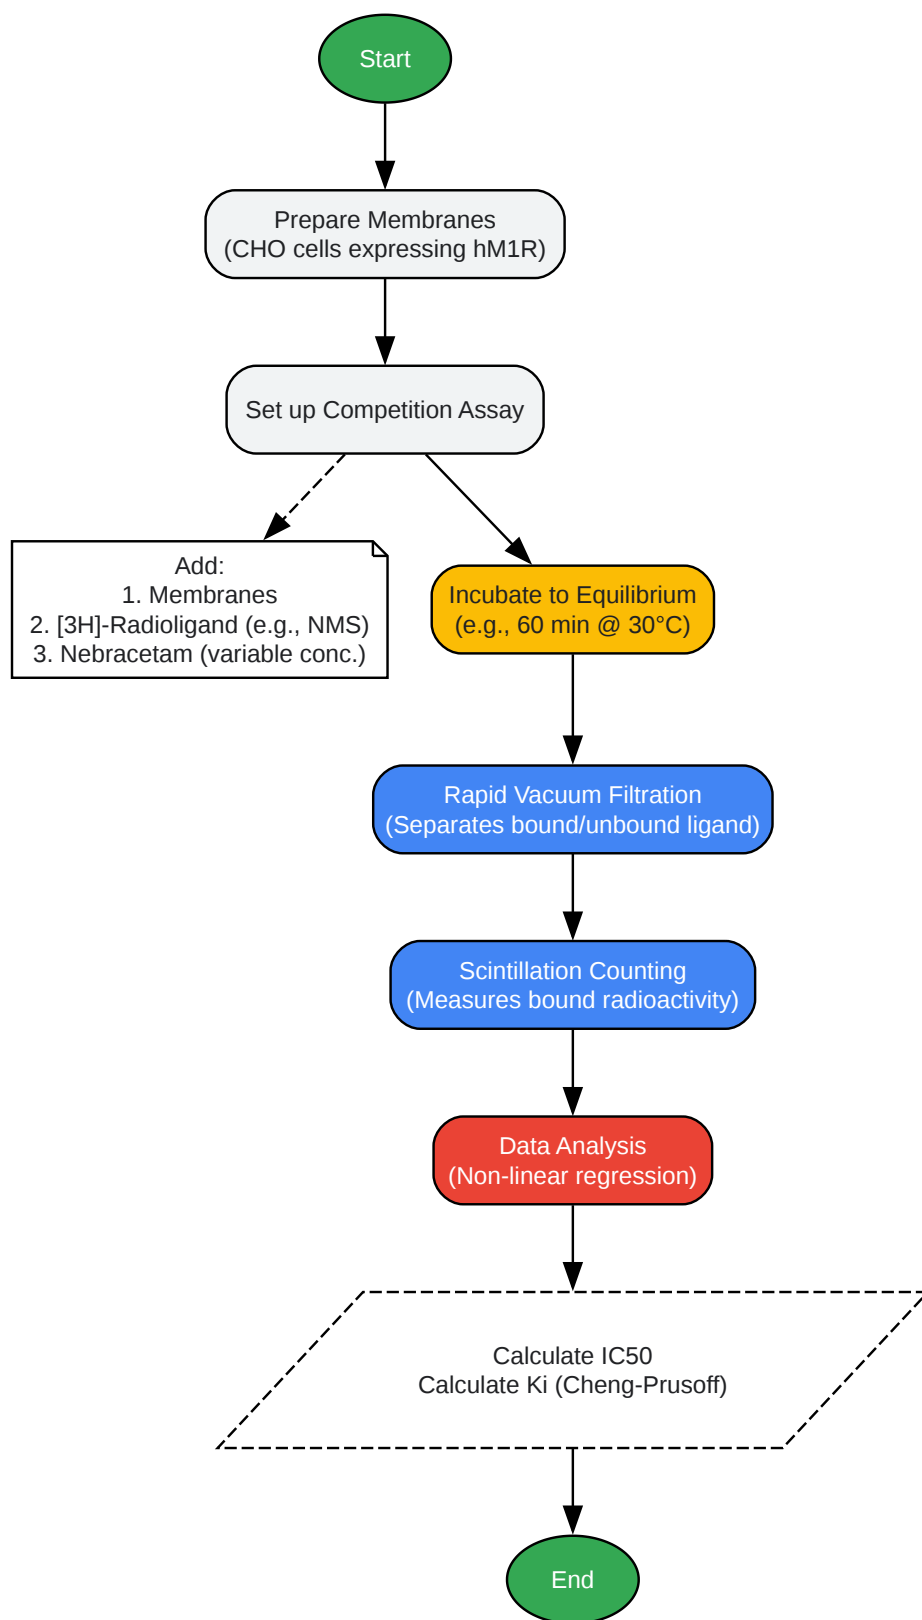 Start
Prepare Membranes
(CHO cells expressing hM1R)
Set up Competition Assay
Add:
1. Membranes
2. [3H]-Radioligand (e.g., NMS)
3. Nebracetam (variable conc.)
Incubate to Equilibrium
(e.g., 60 min @ 30°C)
Rapid Vacuum Filtration
(Separates bound/unbound ligand)
Scintillation Counting
(Measures bound radioactivity)
Data Analysis
(Non-linear regression)
Calculate IC50
Calculate Ki (Cheng-Prusoff)
End